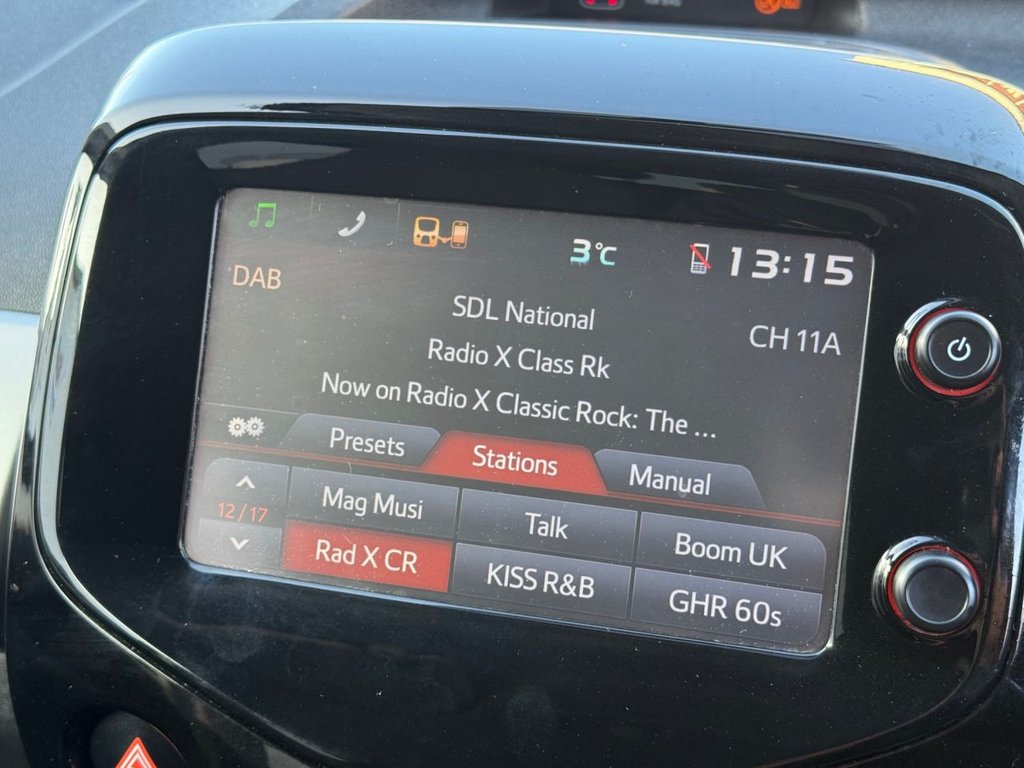 3°C
13:15
DAB
SDL National
CH 11A
Radio X Class Rk
Now on Radio X Classic Rock: The ...
Presets
Stations
Manual
12/17
Mag Musi
Talk
Boom UK
Rad X CR
KISS R&B
GHR 60s